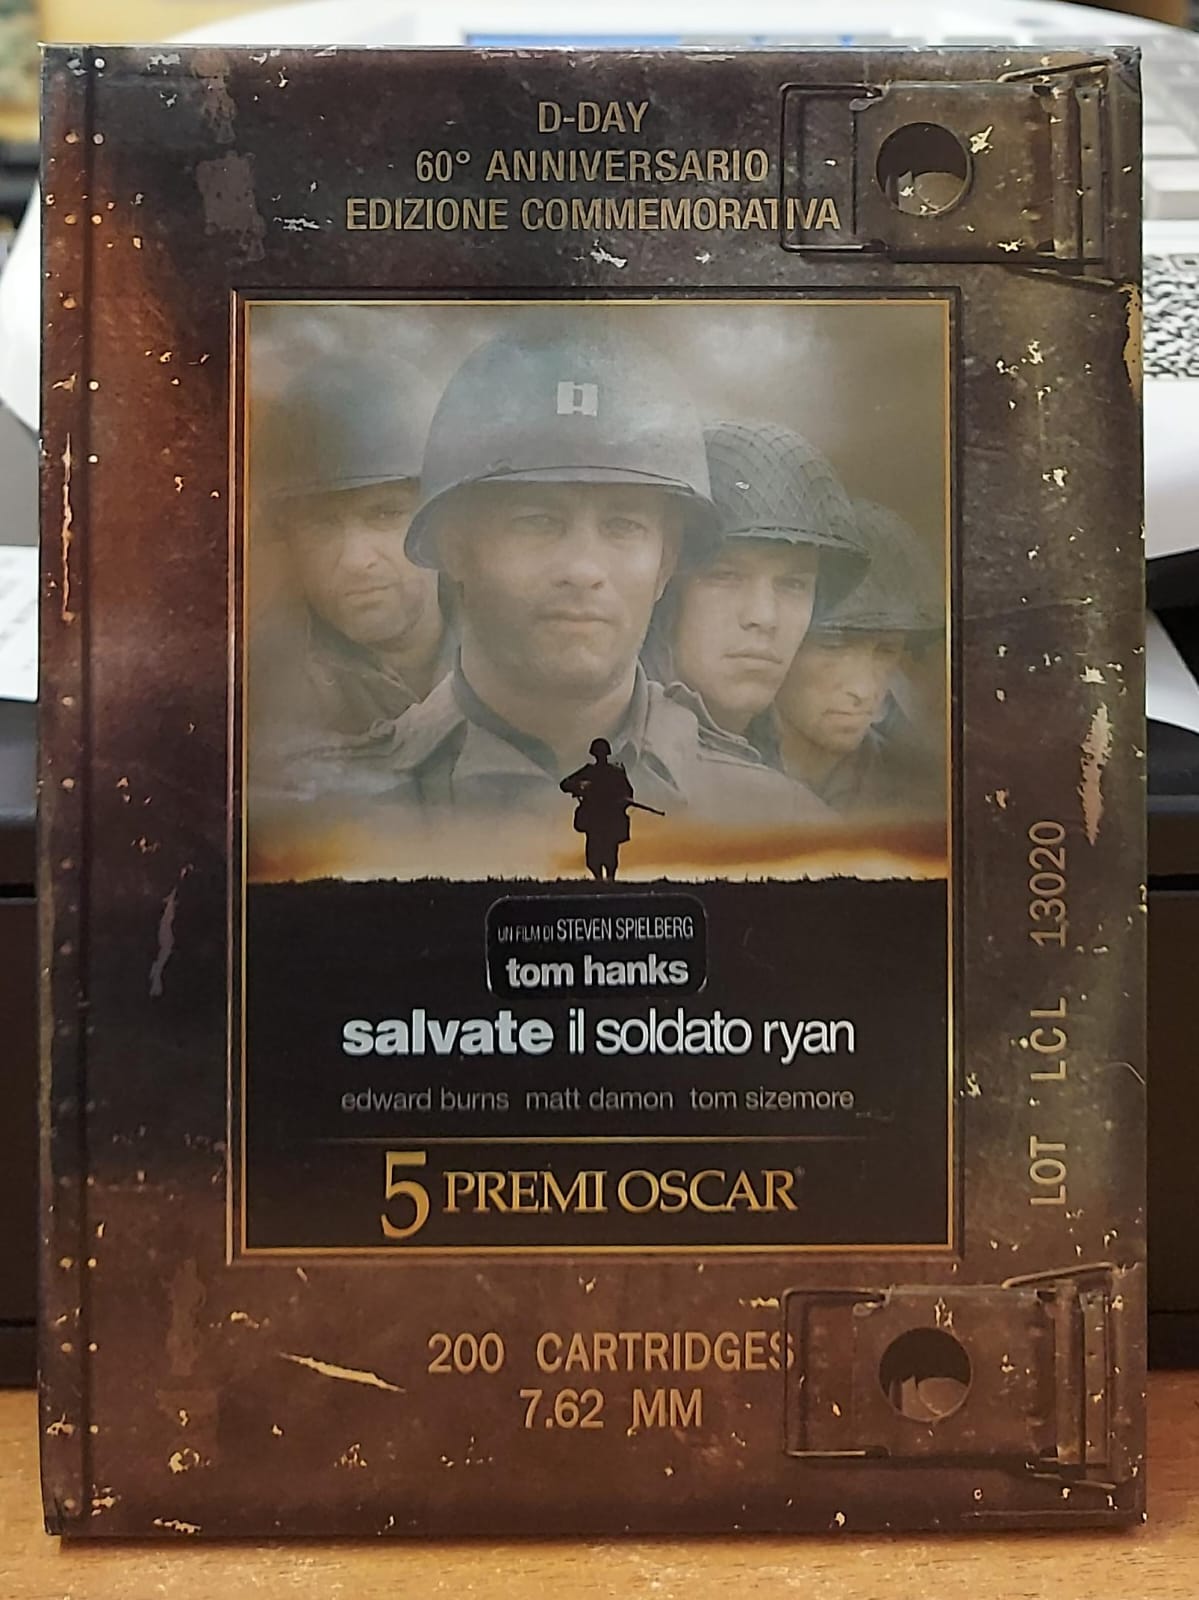 D-DAY
60° ANNIVERSARIO
EDIZIONE COMMEMORATIVA
UN FILM DI STEVEN SPIELBERG
tom hanks
salvate il soldato ryan
edward burns matt damon tom sizemore
5 PREMI OSCAR®
LOT LCL 13020
200 CARTRIDGES
7.62 MM